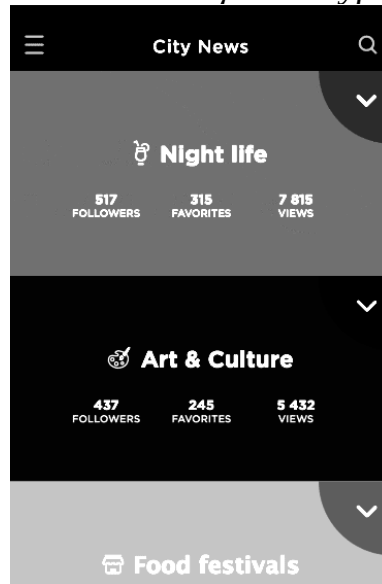 City News
Night life
517 315 7 815
FOLLOWERS FAVORITES VIEWS
Art & Culture
437 245 5 432
FOLLOWERS FAVORITES VIEWS
Food festivals